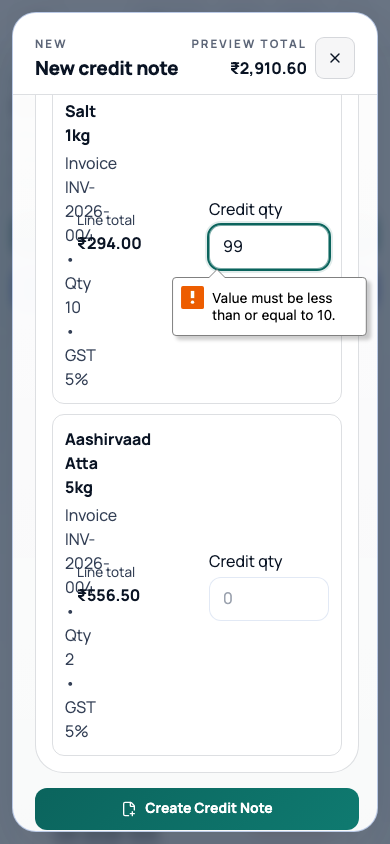 NEW
PREVIEW TOTAL
New credit note
₹2,910.60
Salt
1kg
Invoice
INV-
2026-
004
Line total
₹294.00
•
Qty
10
•
GST
5%
Credit qty
99
Value must be less
than or equal to 10.
Aashirvaad
Atta
5kg
Invoice
INV-
2026-
004
Line total
₹556.50
•
Qty
2
•
GST
5%
Credit qty
0
Create Credit Note